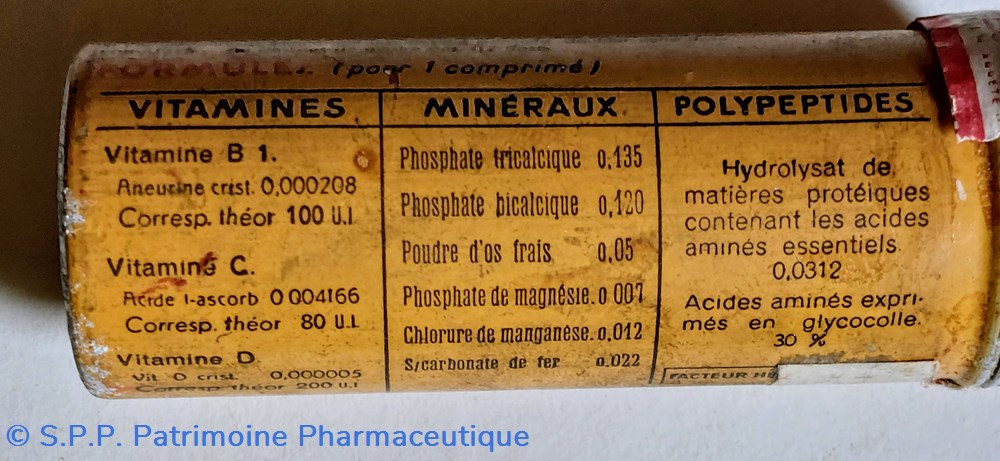 FORMULE. (pour 1 comprimé)
VITAMINES
Vitamine B 1.
Aneurine crist. 0,000208
Corresp. théor 100 U.I
Vitamine C.
Acide l-ascorb 0 004166
Corresp. théor 80 U.I.
Vitamine D
Vit. D crist. 0,000005
Corresp théor 200 U.I
MINÉRAUX
Phosphate tricalcique 0,135
Phosphate bicalcique 0,120
Poudre d'os frais 0,05
Phosphate de magnésie. 0 007
Chlorure de manganèse. 0,012
S/carbonate de fer 0.022
POLYPEPTIDES
Hydrolysat de
matières protéiques
contenant les acides
aminés essentiels.
0,0312
Acides aminés expri-
més en glycocolle.
30 %
FACTEUR
© S.P.P. Patrimoine Pharmaceutique